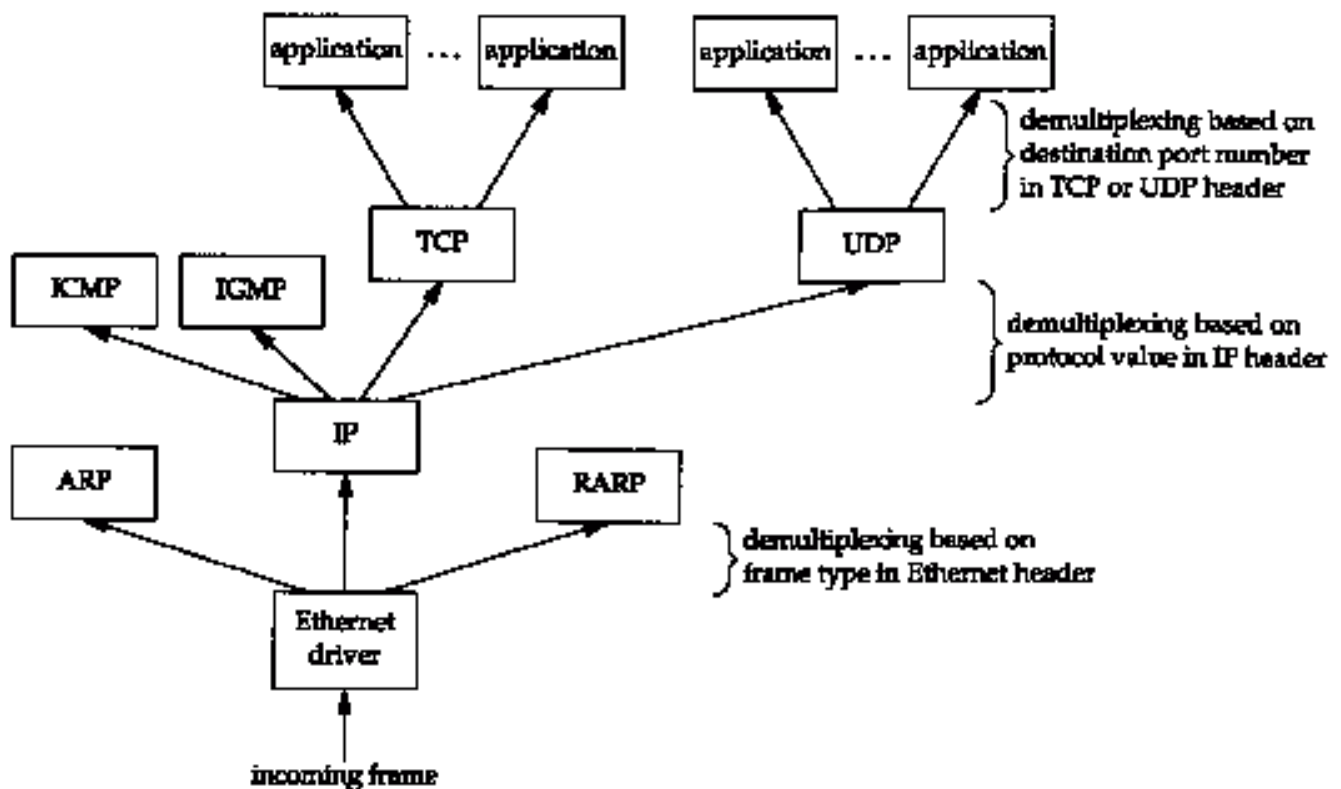 application ... application
application ... application
demultiplexing based on
destination port number
in TCP or UDP header
TCP
UDP
ICMP
IGMP
demultiplexing based on
protocol value in IP header
IP
ARP
RARP
demultiplexing based on
frame type in Ethernet header
Ethernet
driver
incoming frame